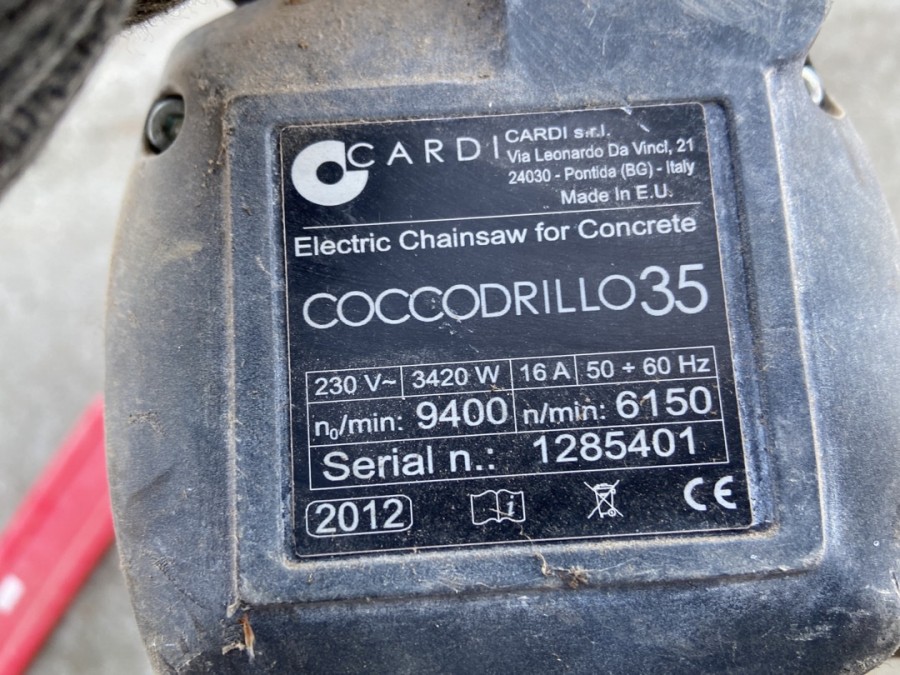 CARDI
CARDI s.r.l.
Via Leonardo Da Vinci, 21
24030 - Pontida (BG) - Italy
Made In E.U.
Electric Chainsaw for Concrete
COCCODRILLO35
230 V~ 3420 W 16 A 50 ÷ 60 Hz
n₀/min: 9400 n/min: 6150
Serial n.: 1285401
2012 i CE